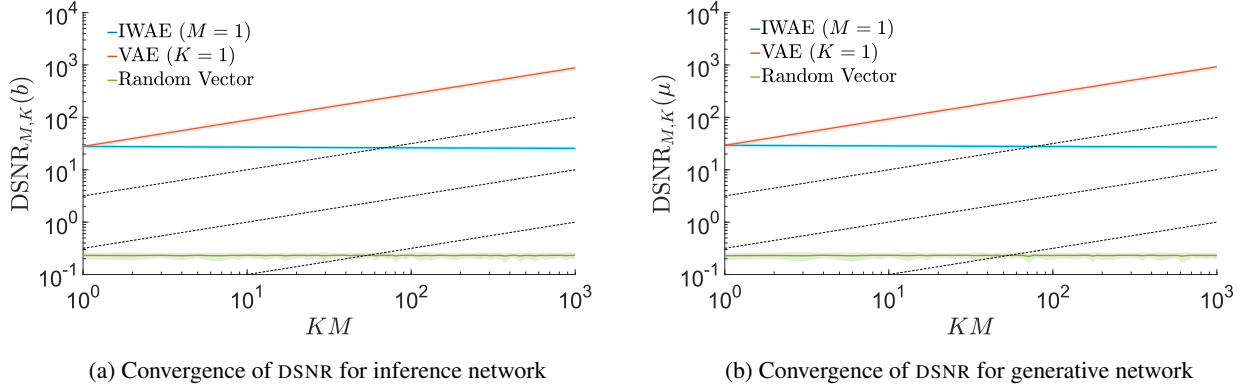 10^4
10^3
10^2
10^1
10^0
10^-1
DSNR_{M,K}(b)
IWAE (M = 1)
VAE (K = 1)
Random Vector
10^0
10^1
10^2
10^3
KM
(a) Convergence of DSNR for inference network
10^4
10^3
10^2
10^1
10^0
10^-1
DSNR_{M,K}(μ)
IWAE (M = 1)
VAE (K = 1)
Random Vector
10^0
10^1
10^2
10^3
KM
(b) Convergence of DSNR for generative network